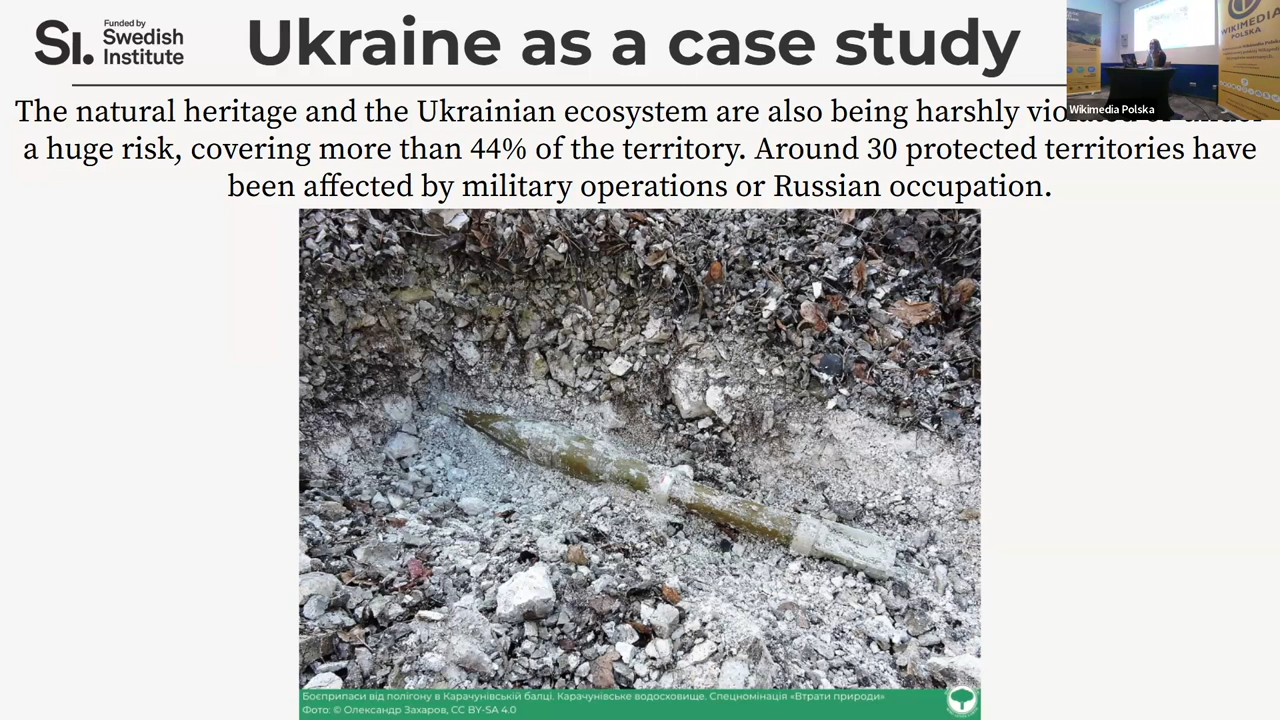 Funded by
SI. Swedish
Institute
Ukraine as a case study
WIKIMEDIA
POLSKA
Wikimedia Polska
The natural heritage and the Ukrainian ecosystem are also being harshly
a huge risk, covering more than 44% of the territory. Around 30 protected territories have
been affected by military operations or Russian occupation.
Боєприпаси від полігону в Карачунівській балці. Карачунівське водосховище. Спецномінація «Втрати природи»
Фото: © Олександр Захаров, CC BY-SA 4.0